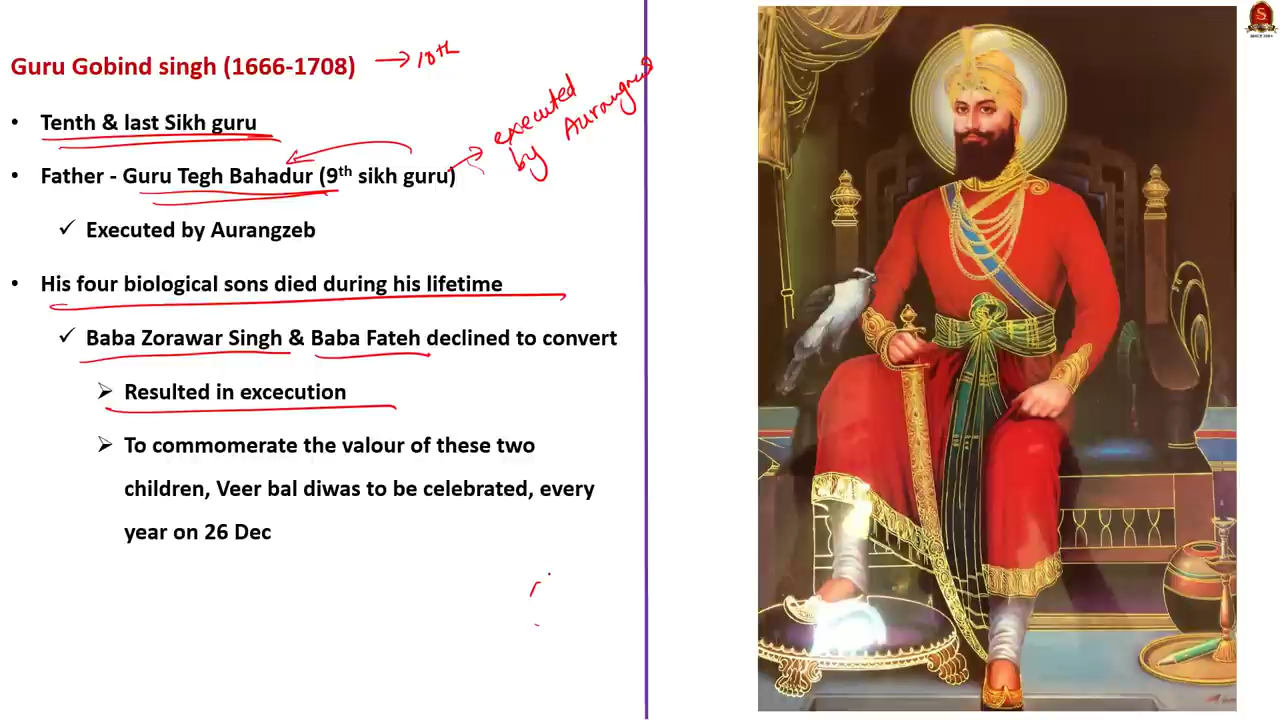 Guru Gobind singh (1666-1708) → 10th
• Tenth & last Sikh guru
• Father - Guru Tegh Bahadur (9th sikh guru) → executed by Aurangzeb
✓ Executed by Aurangzeb
• His four biological sons died during his lifetime
✓ Baba Zorawar Singh & Baba Fateh declined to convert
➢ Resulted in excecution
➢ To commomerate the valour of these two
children, Veer bal diwas to be celebrated, every
year on 26 Dec
S
SINCE 2004